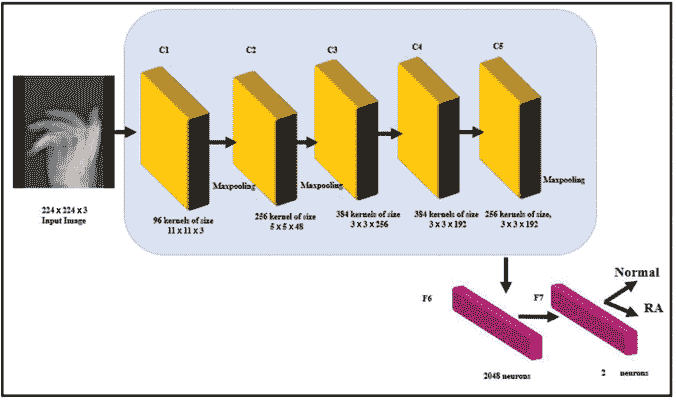 C1
C2
C3
C4
C5
Maxpooling
Maxpooling
Maxpooling
224 x 224 x 3
Input Image
96 kernels of size
11 x 11 x 3
256 kernel of size
5 x 5 x 48
384 kernels of size
3 x 3 x 256
384 kernels of size
3 x 3 x 192
256 kernels of size,
3 x 3 x 192
F6
F7
Normal
RA
2048 neurons
2 neurons